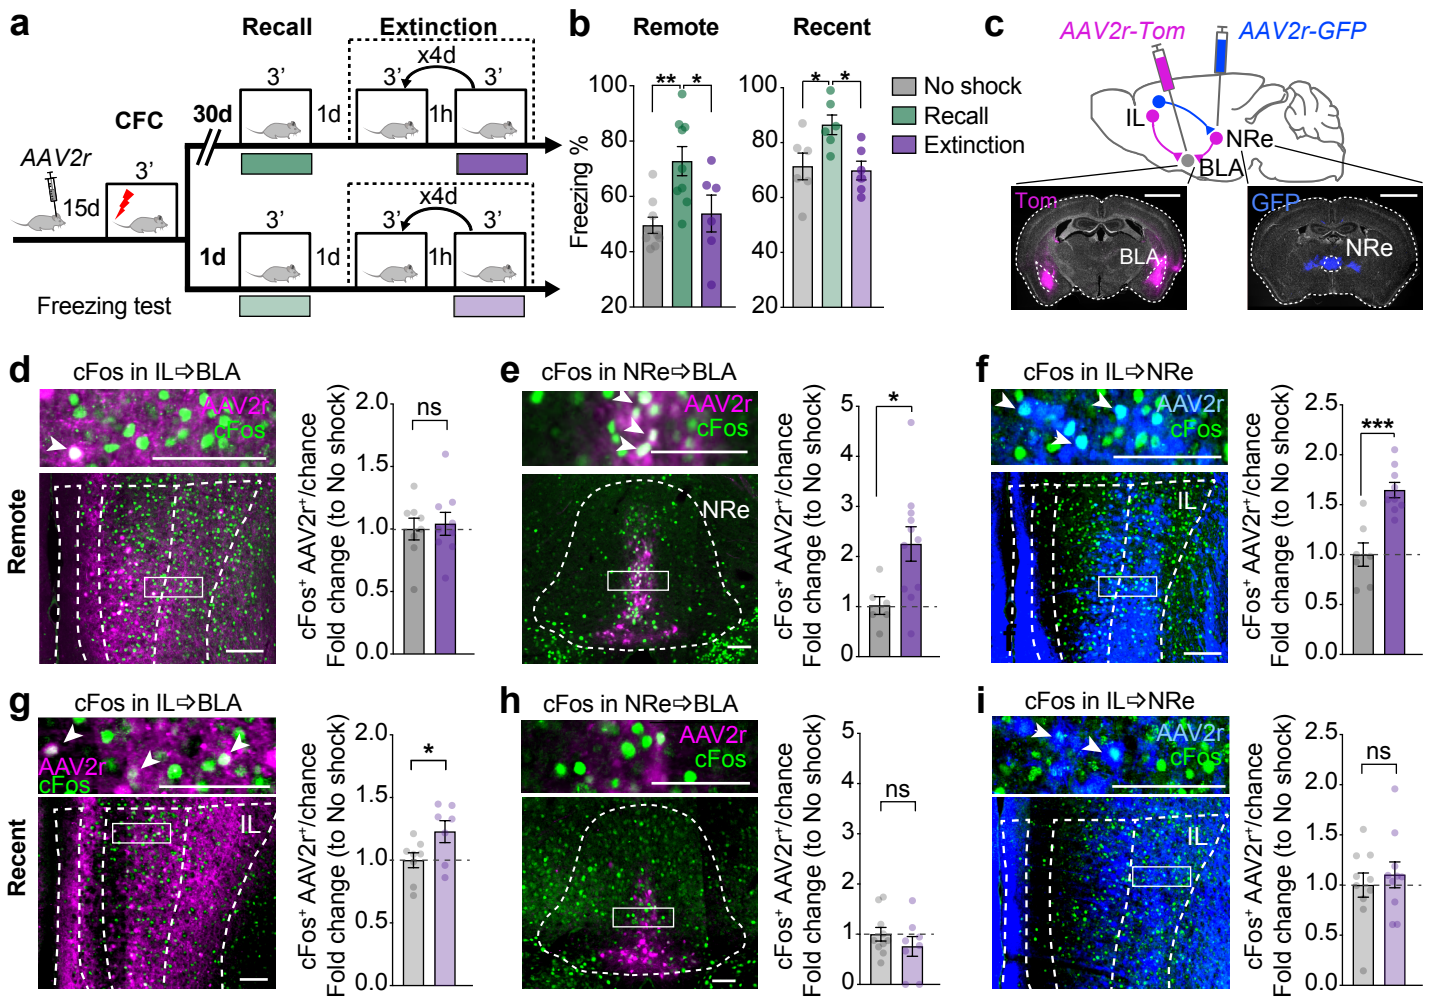 a
Recall
Extinction
x4d
3’
3’
3’
30d
1d
1h
CFC
AAV2r
3’
15d
x4d
3’
3’
3’
1d
1d
1h
Freezing test
b
Remote
Recent
** *
* *
Freezing %
100
80
60
40
20
100
80
60
40
20
No shock
Recall
Extinction
c
AAV2r-Tom
AAV2r-GFP
IL
NRe
BLA
Tom
BLA
GFP
NRe
Remote
d
cFos in IL⇨BLA
AAV2r
cFos
cFos⁺ AAV2r⁺/chance
Fold change (to No shock)
2.0
1.5
1.0
0.5
0.0
ns
e
cFos in NRe⇨BLA
AAV2r
cFos
NRe
cFos⁺ AAV2r⁺/chance
Fold change (to No shock)
5
4
3
2
1
0
*
f
cFos in IL⇨NRe
AAV2r
cFos
IL
cFos⁺ AAV2r⁺/chance
Fold change (to No shock)
2.5
2.0
1.5
1.0
0.5
0.0
***
Recent
g
cFos in IL⇨BLA
AAV2r
cFos
IL
cFos⁺ AAV2r⁺/chance
Fold change (to No shock)
2.0
1.5
1.0
0.5
0.0
*
h
cFos in NRe⇨BLA
AAV2r
cFos
cFos⁺ AAV2r⁺/chance
Fold change (to No shock)
5
4
3
2
1
0
ns
i
cFos in IL⇨NRe
AAV2r
cFos
IL
cFos⁺ AAV2r⁺/chance
Fold change (to No shock)
2.0
1.5
1.0
0.5
0.0
ns